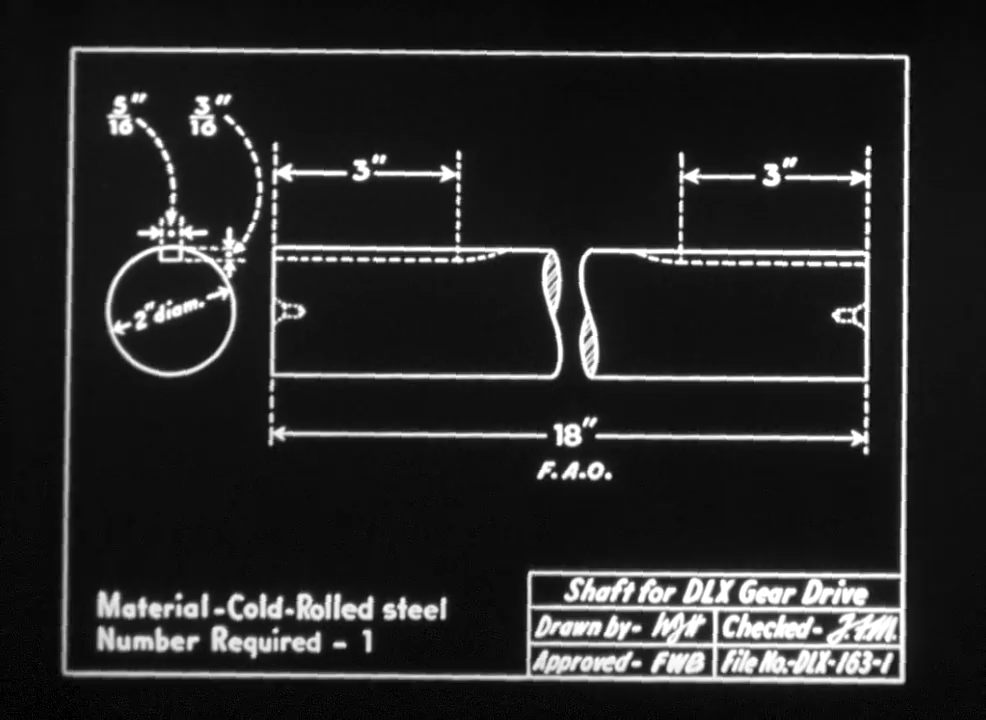 5/16" 3/16"
3" 3"
2" diam.
18"
F.A.O.
Material-Cold-Rolled steel
Number Required - 1
Shaft for DLX Gear Drive
Drawn by- Checked- J.F.M.
Approved- FWB File No.-DLX-163-1